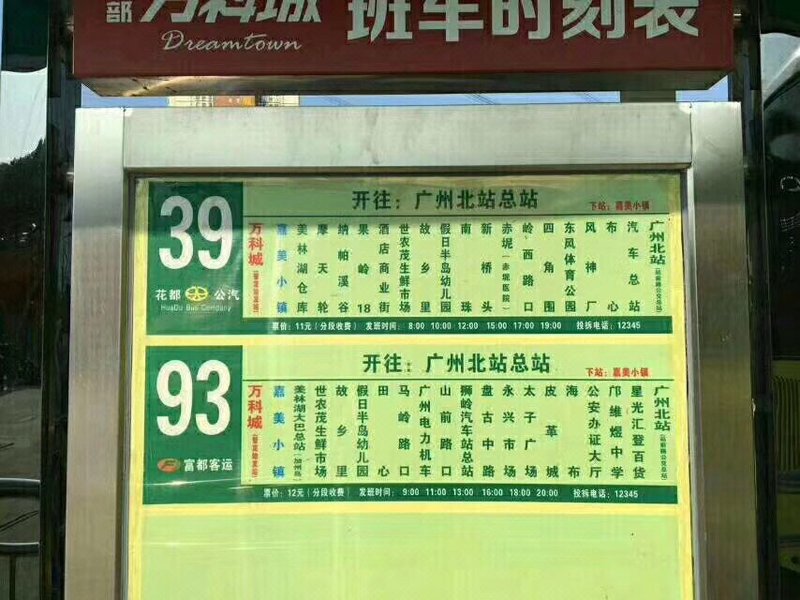 部 万科城 班车时刻表
Dreamtown
39
开往：广州北站总站
下站：嘉美小镇
花都 公汽
HuaDu Bus Company
万科城
嘉美小镇
美林湖仓库
摩天轮
纳帕溪谷
果岭18
酒店商业街
世农茂生鲜市场
故乡里
假日半岛幼儿园
南珠
新桥头
赤坭（赤坭医院）
岭西路口
四角围
东风体育公园
风神厂
布心
汽车总站
广州北站
票价：11元（分段收费） 发班时间：8:00 10:00 12:00 15:00 17:00 19:00 投拆电话：12345
93
开往：广州北站总站
下站：嘉美小镇
富都客运
万科城
嘉美小镇
美林湖大巴总站（加州岛）
世农茂生鲜市场
故乡里
假日半岛幼儿园
田心
马岭路口
广州电力机车
山前路口
狮岭汽车站总站
盘古中路
永兴市场
太子广场
皮革城
海布
公安办证大厅
邝维煜中学
星光汇登百货
广州北站
票价：12元（分段收费） 发班时间：9:00 11:00 13:00 16:00 18:00 20:00 投拆电话：12345